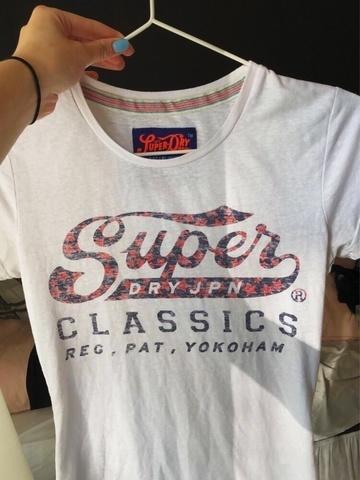 SUPERDRY
Super
DRY JPN ®
CLASSICS
REG, PAT, YOKOHAM